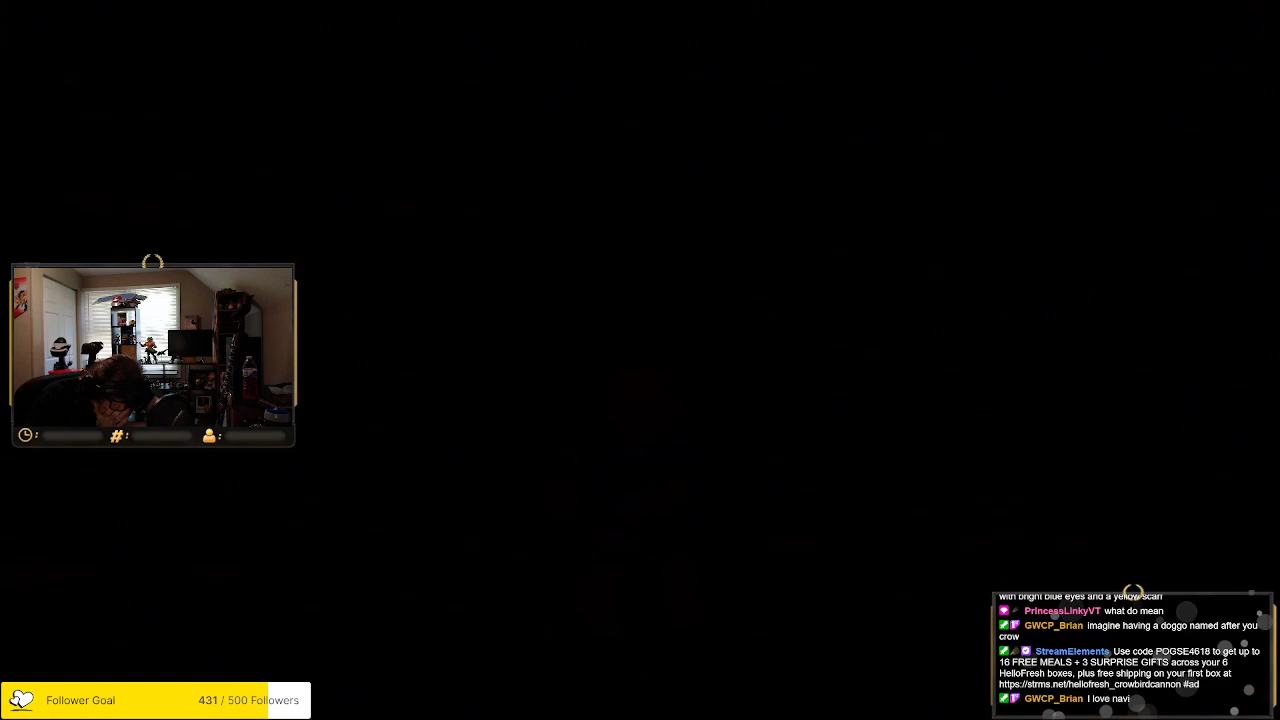 with bright blue eyes and a yellow scarf
PrincessLinkyVT what do mean
GWCP_Brian imagine having a doggo named after you
crow
StreamElements Use code POGSE4618 to get up to
16 FREE MEALS + 3 SURPRISE GIFTS across your 6
HelloFresh boxes, plus free shipping on your first box at
https://strms.net/hellofresh_crowbirdcannon #ad
GWCP_Brian I love navi
Follower Goal 431 / 500 Followers
# :